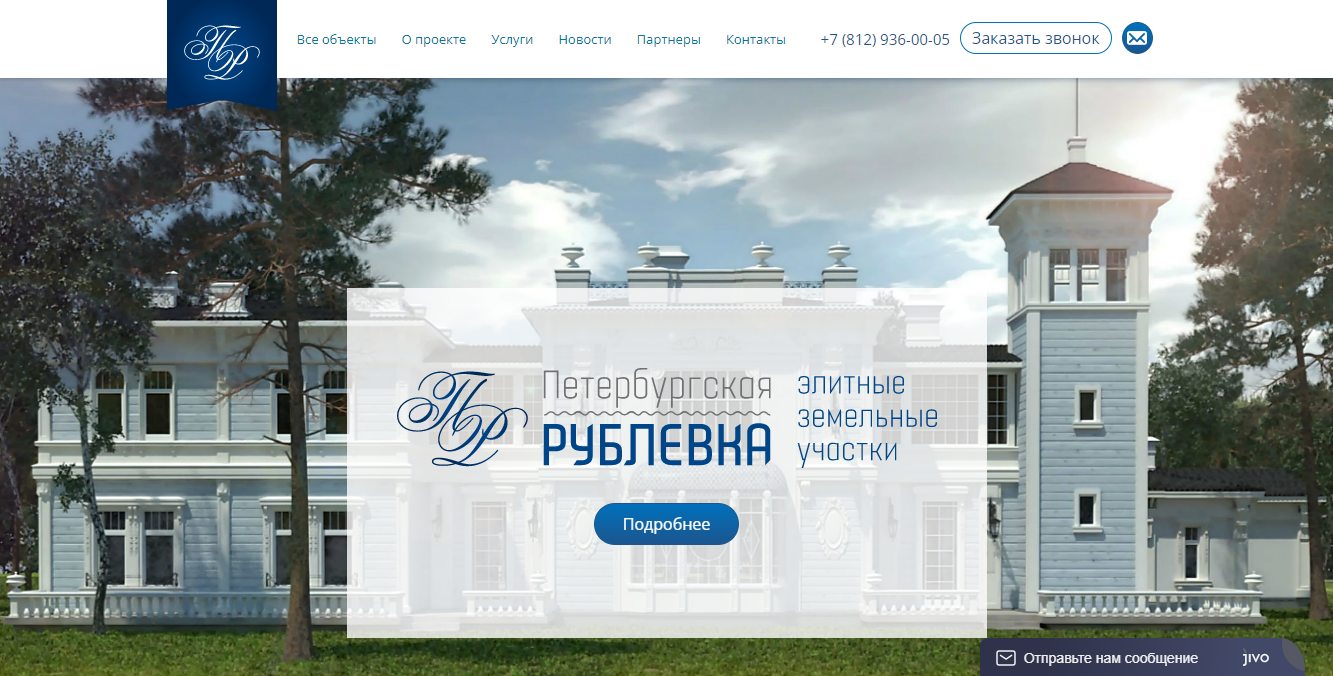 ПР
Все объекты О проекте Услуги Новости Партнеры Контакты +7 (812) 936-00-05 Заказать звонок
ПР
Петербургская
РУБЛЕВКА
элитные
земельные
участки
Подробнее
Отправьте нам сообщение jivo